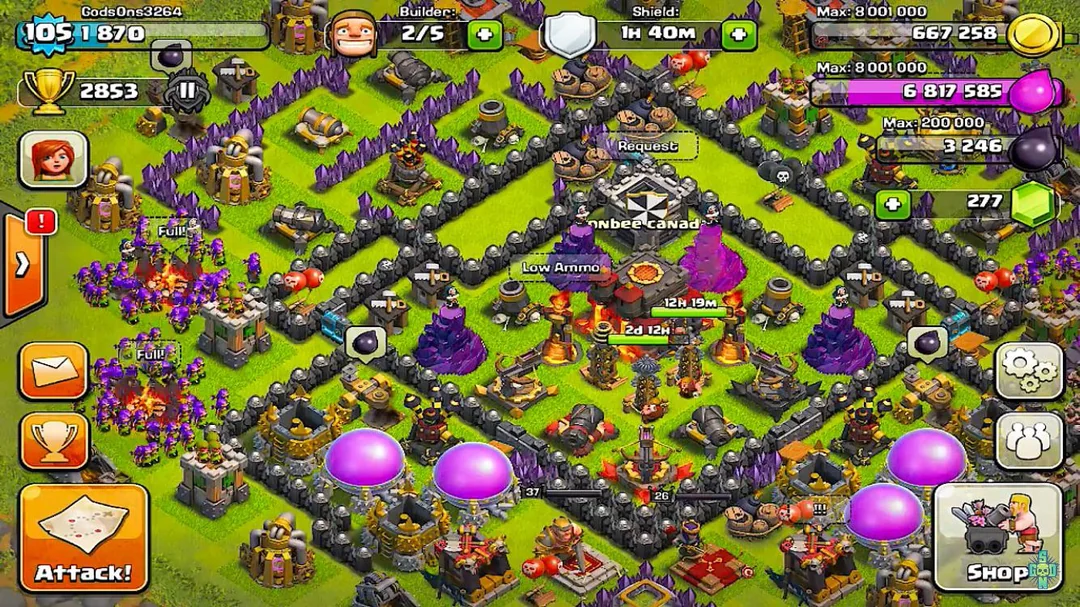 GodsOns3264
Builder:
Shield:
Max: 8 001 000
105 1 870
2/5
1H 40M
667 258
Max: 8 001 000
2853
6 817 585
Max: 200 000
3 246
Request
277
onbee canad
Full!
Low Ammo
12H 19M
2d 12H
Full!
37
26
!!!
Attack!
Shop